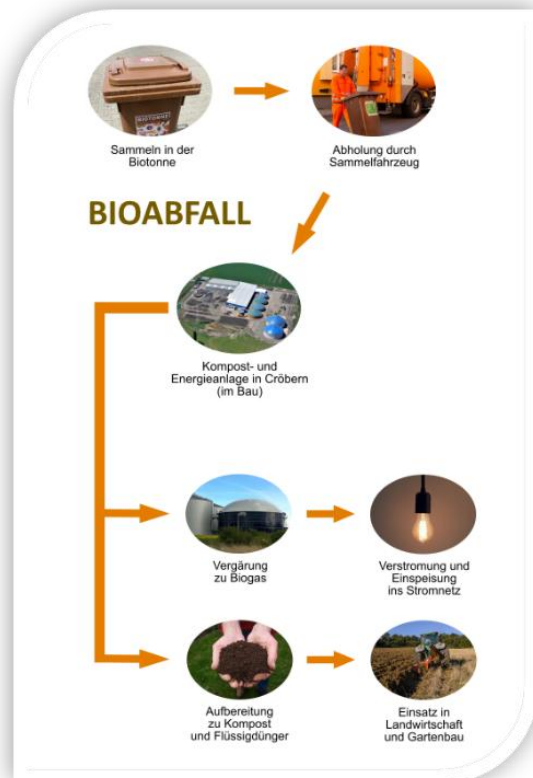 BIOTONNE
Sammeln in der
Biotonne
Abholung durch
Sammelfahrzeug
BIOABFALL
Kompost- und
Energieanlage in Cröbern
(im Bau)
Vergärung
zu Biogas
Verstromung und
Einspeisung
ins Stromnetz
Aufbereitung
zu Kompost
und Flüssigdünger
Einsatz in
Landwirtschaft
und Gartenbau